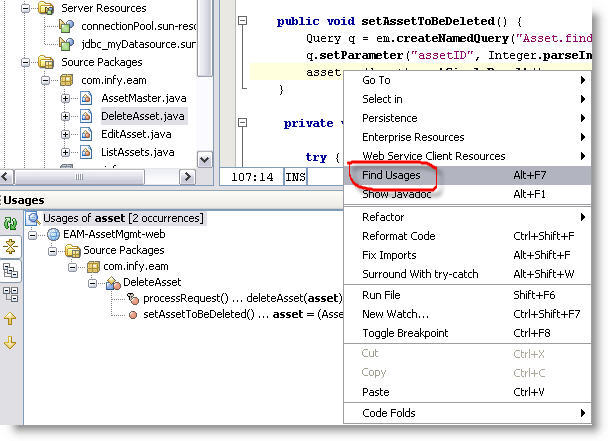 Server Resources
connectionPool.sun-reso
jdbc_myDatasource.sun
Source Packages
com.infy.eam
AssetMaster.java
DeleteAsset.java
EditAsset.java
ListAssets.java
public void setAssetToBeDeleted() {
Query q = em.createNamedQuery("Asset.find
q.setParameter("assetID", Integer.parseIn
asset
}
private v
try {
107:14 INS
Go To
Select in
Persistence
Enterprise Resources
Web Service Client Resources
Find Usages Alt+F7
Show Javadoc Alt+F1
Refactor
Reformat Code Ctrl+Shift+F
Fix Imports Alt+Shift+F
Surround With try-catch Alt+Shift+W
Run File Shift+F6
New Watch... Ctrl+Shift+F7
Toggle Breakpoint Ctrl+F8
Cut Ctrl+X
Copy Ctrl+C
Paste Ctrl+V
Code Folds
Usages
Usages of asset [2 occurrences]
EAM-AssetMgmt-web
Source Packages
com.infy.eam
DeleteAsset
processRequest() ... deleteAsset(asset)
setAssetToBeDeleted() ... asset = (Asse